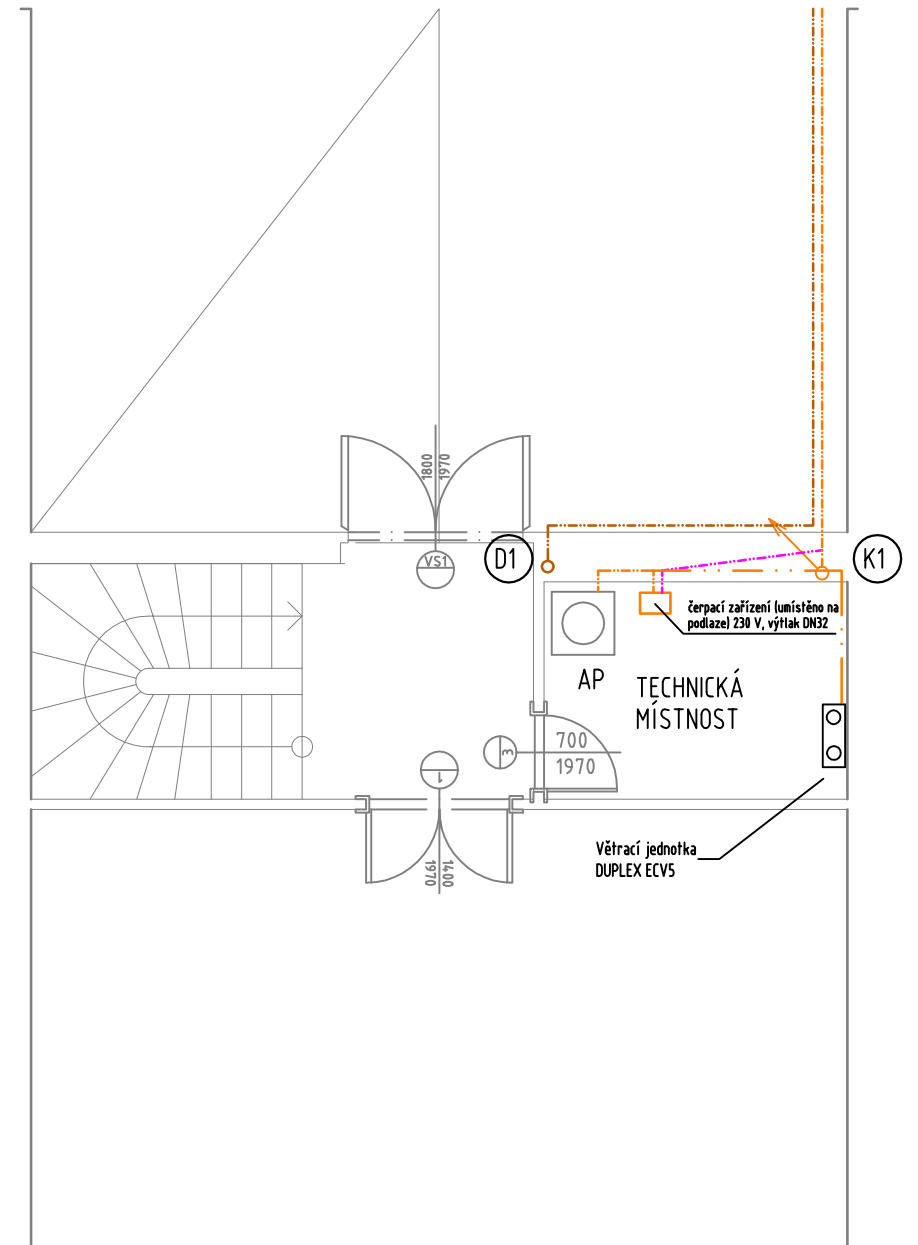 1800
1970
VS1
D1
K1
čerpací zařízení (umístěno na
podlaze) 230 V, výtlak DN32
AP
TECHNICKÁ
MÍSTNOST
3
700
1970
1
1400
1970
Větrací jednotka
DUPLEX ECV5